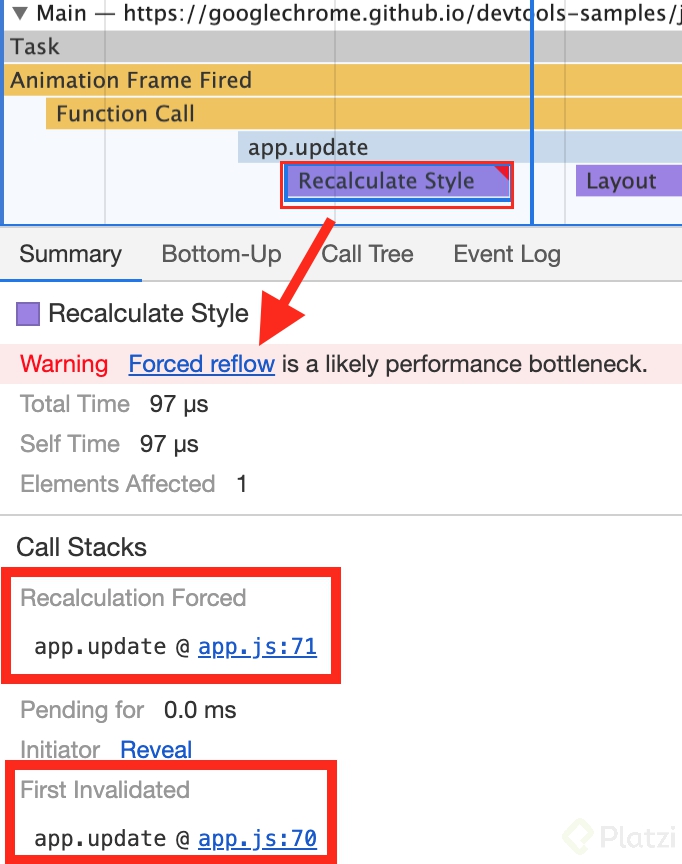 ▼ Main — https://googlechrome.github.io/devtools-samples/j
Task
Animation Frame Fired
Function Call
app.update
Recalculate Style
Layout
Summary Bottom-Up Call Tree Event Log
Recalculate Style
Warning Forced reflow is a likely performance bottleneck.
Total Time 97 μs
Self Time 97 μs
Elements Affected 1
Call Stacks
Recalculation Forced
app.update @ app.js:71
Pending for 0.0 ms
Initiator Reveal
First Invalidated
app.update @ app.js:70
Platzi